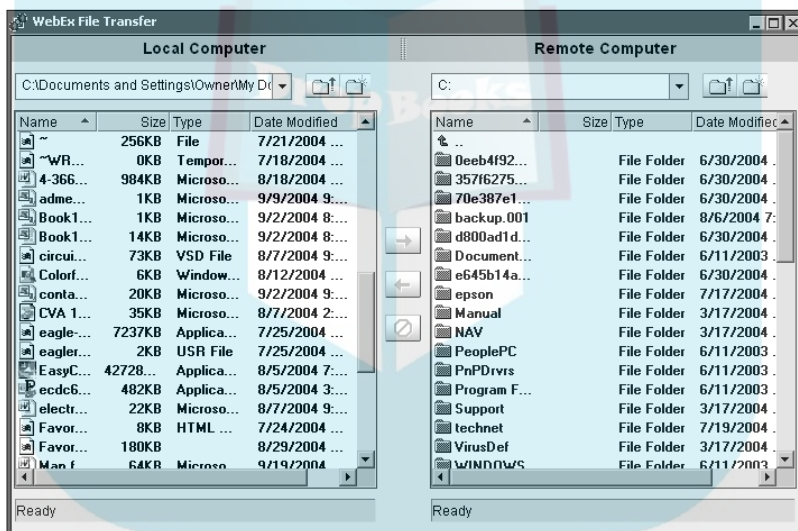 WebEx File Transfer
Local Computer
Remote Computer
C:\Documents and Settings\Owner\My Do
C:
Name Size Type Date Modified
~ 256KB File 7/21/2004 ...
~WR... 0KB Tempor... 7/18/2004 ...
4-366... 984KB Microso... 8/18/2004 ...
adme... 1KB Microso... 9/9/2004 9:...
Book1... 1KB Microso... 9/2/2004 8:...
Book1... 14KB Microso... 9/2/2004 8:...
circui... 73KB VSD File 8/7/2004 9:...
Colorf... 6KB Window... 8/12/2004 ...
conta... 20KB Microso... 9/2/2004 9:...
CVA 1... 35KB Microso... 8/7/2004 2:...
eagle-... 7237KB Applica... 7/25/2004 ...
eagler... 2KB USR File 7/25/2004 ...
EasyC... 42728... Applica... 8/5/2004 7:...
ecdc6... 482KB Applica... 8/5/2004 3:...
electr... 22KB Microso... 8/7/2004 9:...
Favor... 8KB HTML ... 7/24/2004 ...
Favor... 180KB 8/29/2004 ...
Man f 64KB Microso 9/19/2004
Ready
Name Size Type Date Modified
..
0eeb4f92... File Folder 6/30/2004 .
357f6275... File Folder 6/30/2004 .
70e387e1... File Folder 6/30/2004 .
backup.001 File Folder 8/6/2004 7:
d800ad1d... File Folder 6/30/2004 .
Document... File Folder 6/11/2003 .
e645b14a... File Folder 6/30/2004 .
epson File Folder 7/17/2004 .
Manual File Folder 3/17/2004 .
NAV File Folder 3/17/2004 .
PeoplePC File Folder 6/11/2003 .
PnPDrvrs File Folder 6/11/2003 .
Program F... File Folder 6/11/2003 .
Support File Folder 3/17/2004 .
technet File Folder 7/19/2004 .
VirusDef File Folder 3/17/2004 .
WINDOWS File Folder 6/11/2003
Ready